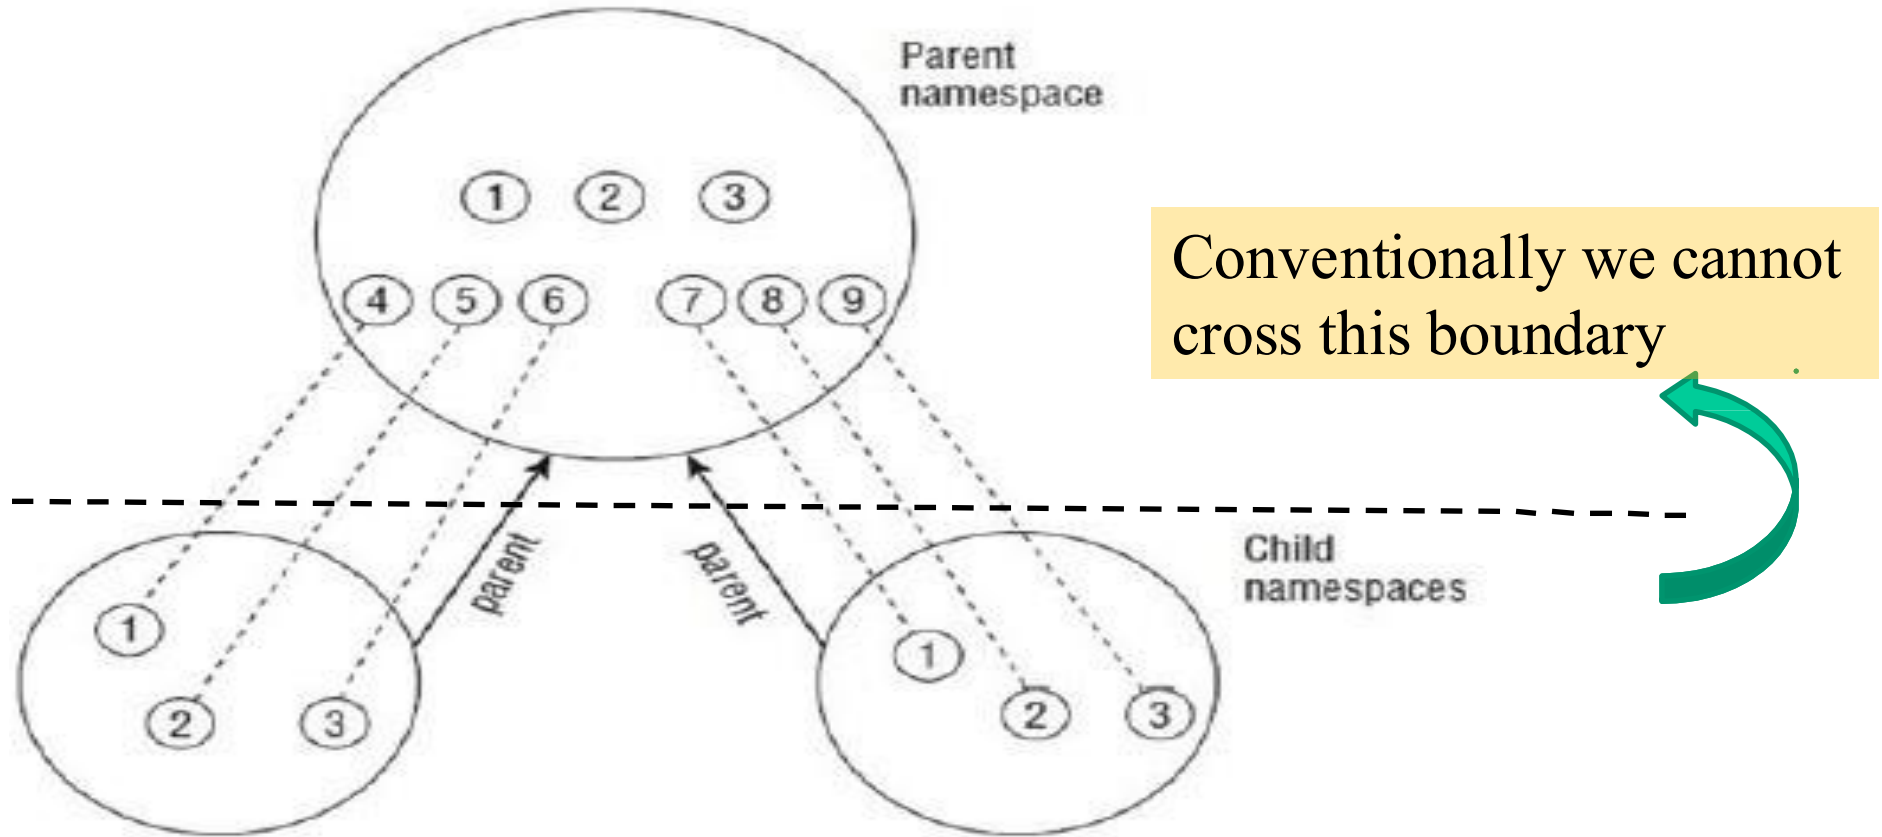 Parent
namespace
1 2 3
4 5 6 7 8 9
Conventionally we cannot
cross this boundary
parent
parent
Child
namespaces
1
2 3
1
2 3